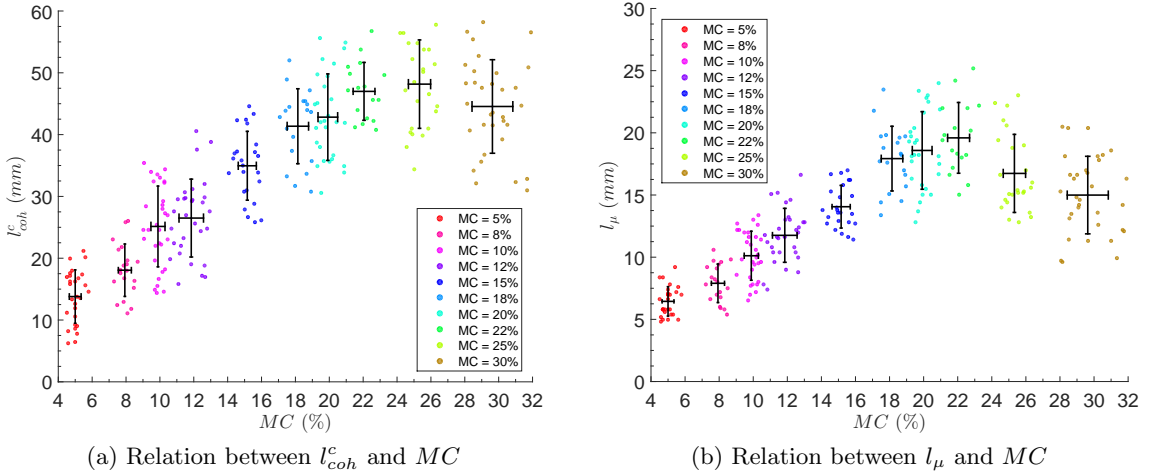 60
50
40
30
20
10
0
l^c_coh (mm)
MC = 5%
MC = 8%
MC = 10%
MC = 12%
MC = 15%
MC = 18%
MC = 20%
MC = 22%
MC = 25%
MC = 30%
4 6 8 10 12 14 16 18 20 22 24 26 28 30 32
MC (%)
(a) Relation between l^c_coh and MC
30
25
20
15
10
5
0
l_μ (mm)
MC = 5%
MC = 8%
MC = 10%
MC = 12%
MC = 15%
MC = 18%
MC = 20%
MC = 22%
MC = 25%
MC = 30%
4 6 8 10 12 14 16 18 20 22 24 26 28 30 32
MC (%)
(b) Relation between l_μ and MC